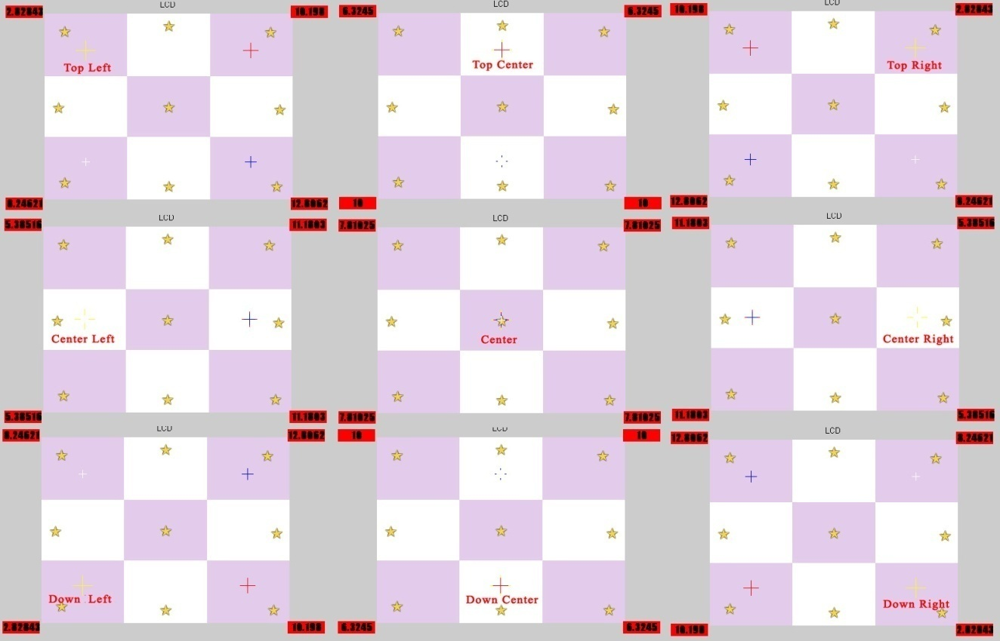 LCD LCD LCD
2.82843 10.198 6.3245 6.3245 10.198 2.82843
Top Left Top Center Top Right
8.24621 12.8062 10 10 12.8062 8.24621
LCD LCD LCD
5.38516 11.1803 7.81025 7.81025 11.1803 5.38516
Center Left Center Center Right
5.38516 11.1803 7.81025 7.81025 11.1803 5.38516
LCD LCD LCD
8.24621 12.8062 10 10 12.8062 8.24621
Down Left Down Center Down Right
2.82843 10.198 6.3245 6.3245 10.198 2.82843